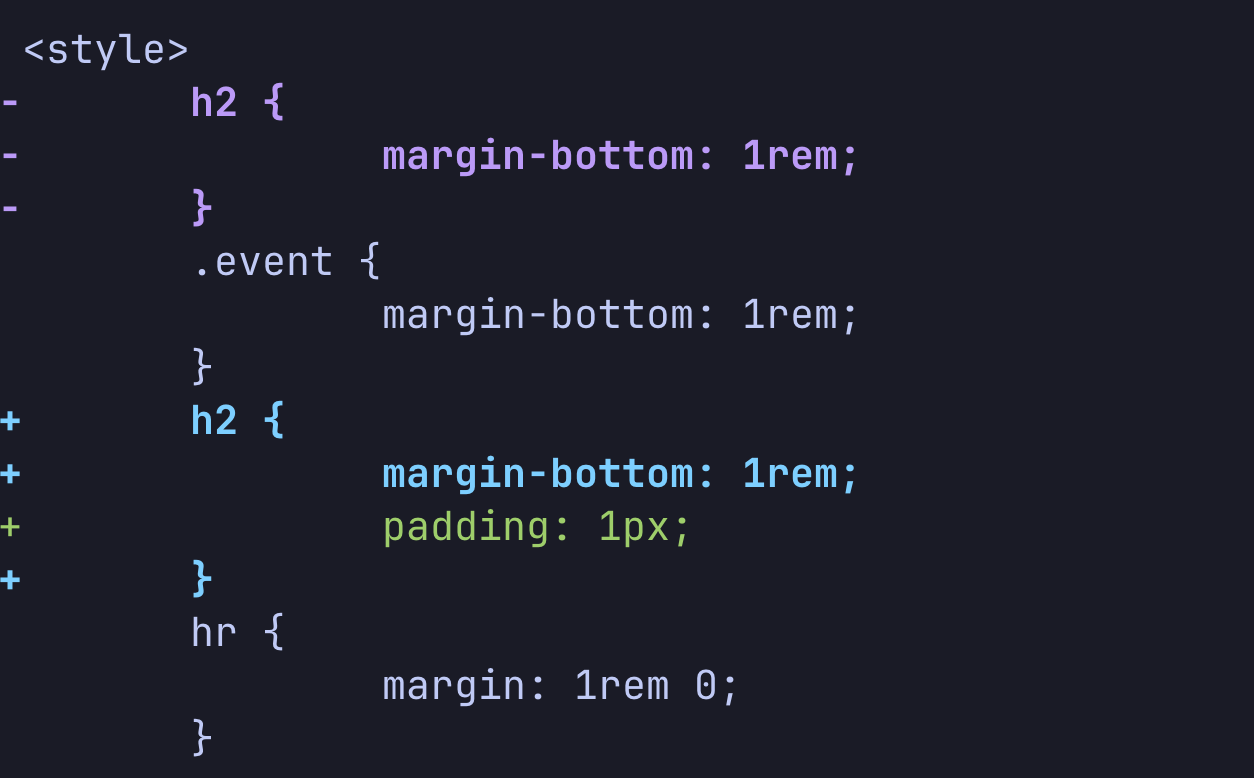 <style>
-       h2 {
-               margin-bottom: 1rem;
-       }
        .event {
                margin-bottom: 1rem;
        }
+       h2 {
+               margin-bottom: 1rem;
+               padding: 1px;
+       }
        hr {
                margin: 1rem 0;
        }